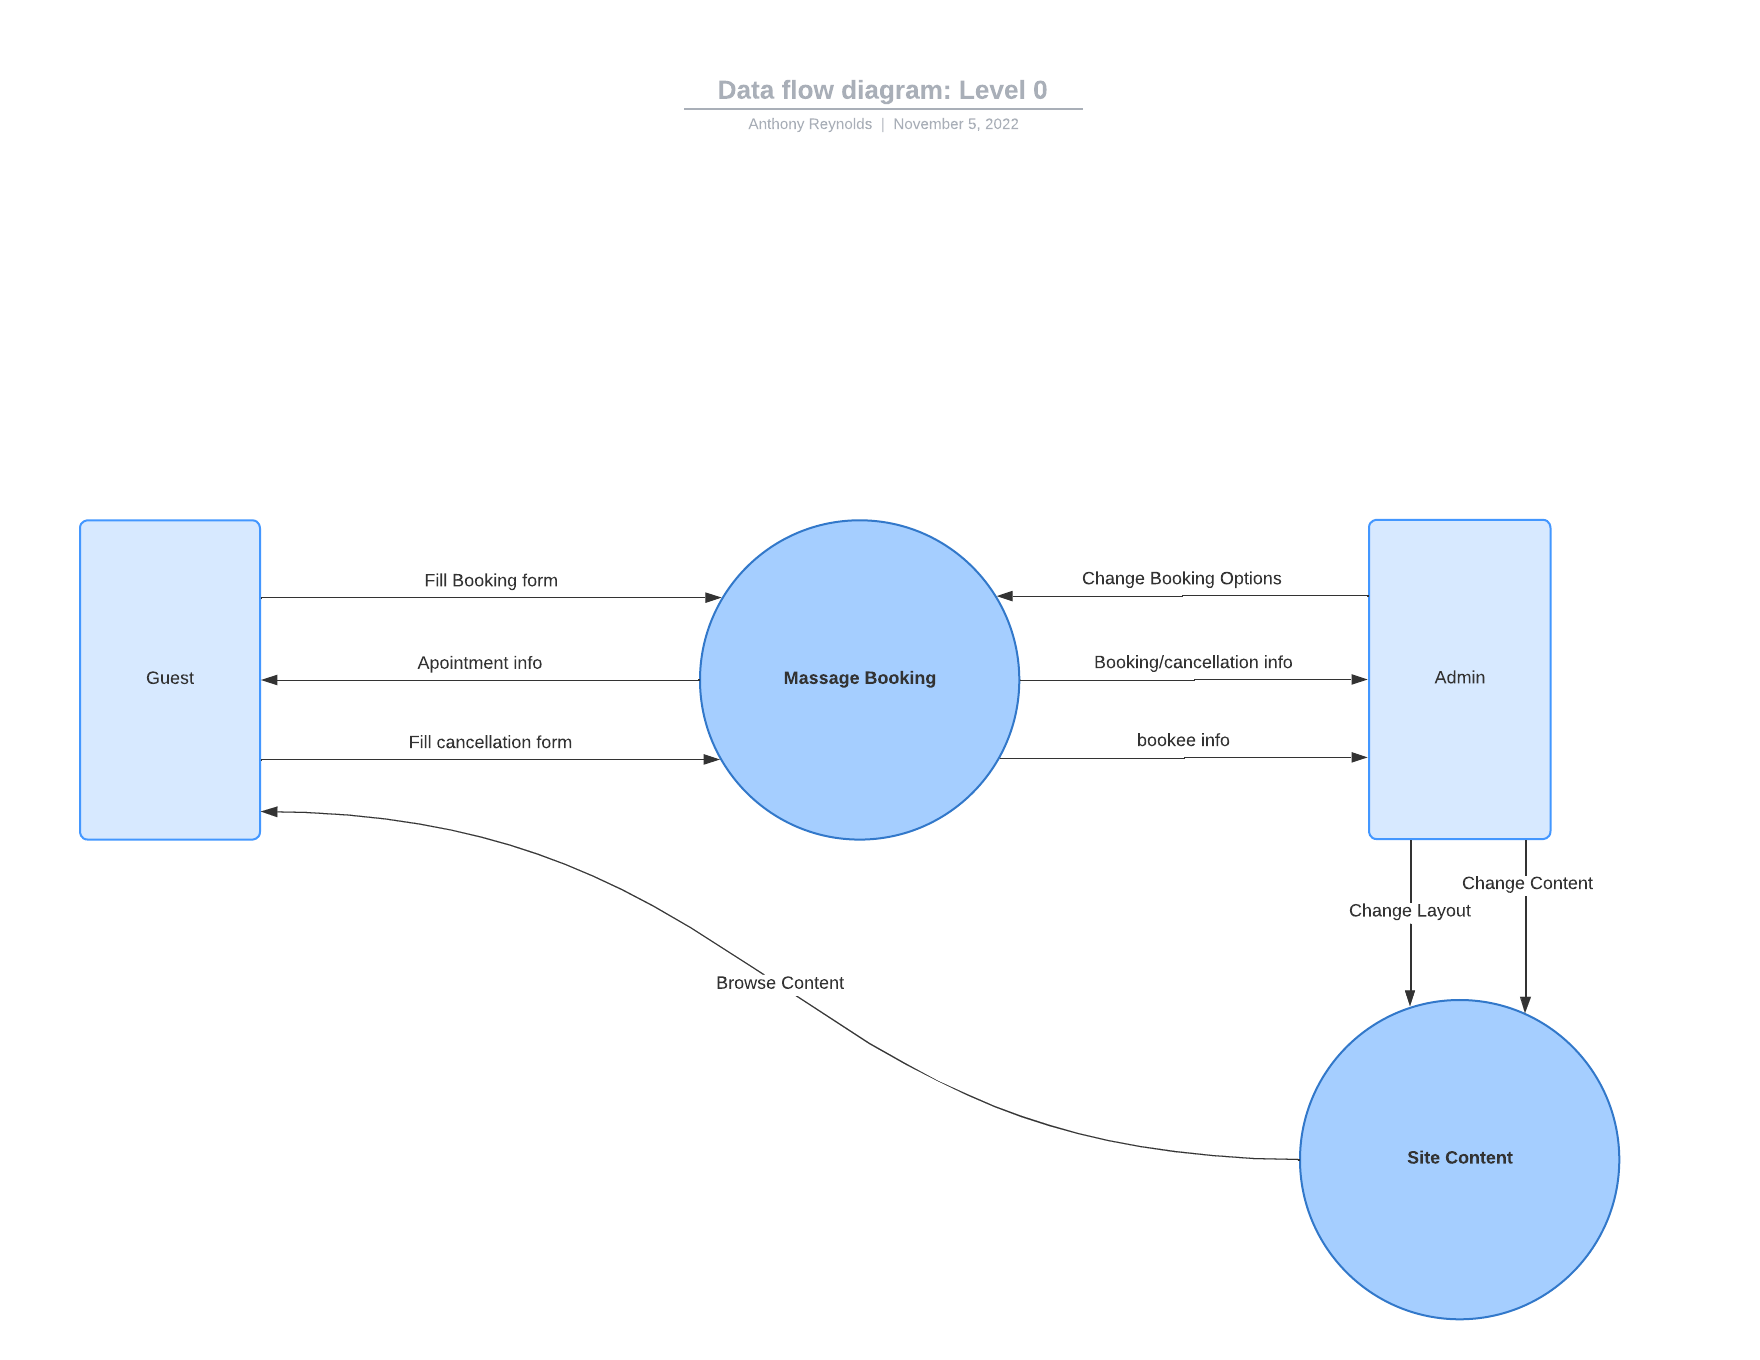 Data flow diagram: Level 0
Anthony Reynolds | November 5, 2022
Fill Booking form
Change Booking Options
Apointment info
Booking/cancellation info
Guest
Massage Booking
Admin
Fill cancellation form
bookee info
Change Content
Change Layout
Browse Content
Site Content